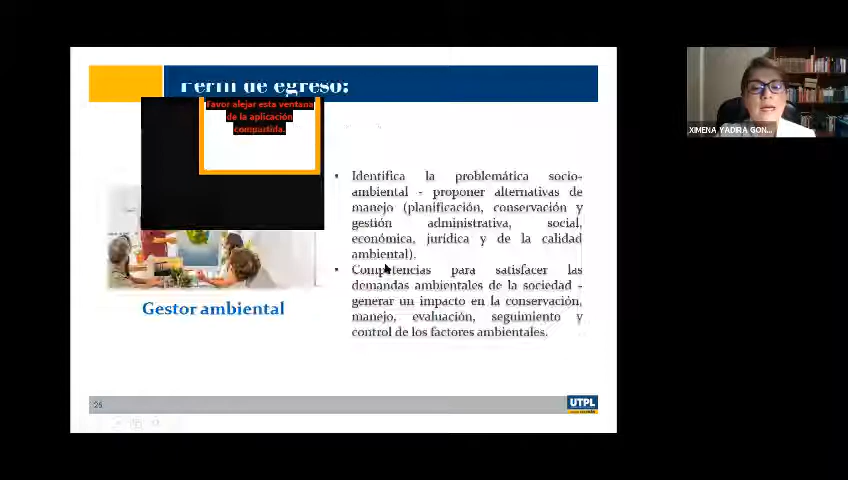 Perfil de egreso:
Favor alejar esta ventana
de la aplicación
compartida.
Identifica la problemática socio-
ambiental - proponer alternativas de
manejo (planificación, conservación y
gestión administrativa, social,
económica, jurídica y de la calidad
ambiental).
Competencias para satisfacer las
demandas ambientales de la sociedad -
generar un impacto en la conservación,
manejo, evaluación, seguimiento y
control de los factores ambientales.
Gestor ambiental
26
UTPL
XIMENA YADIRA GON...